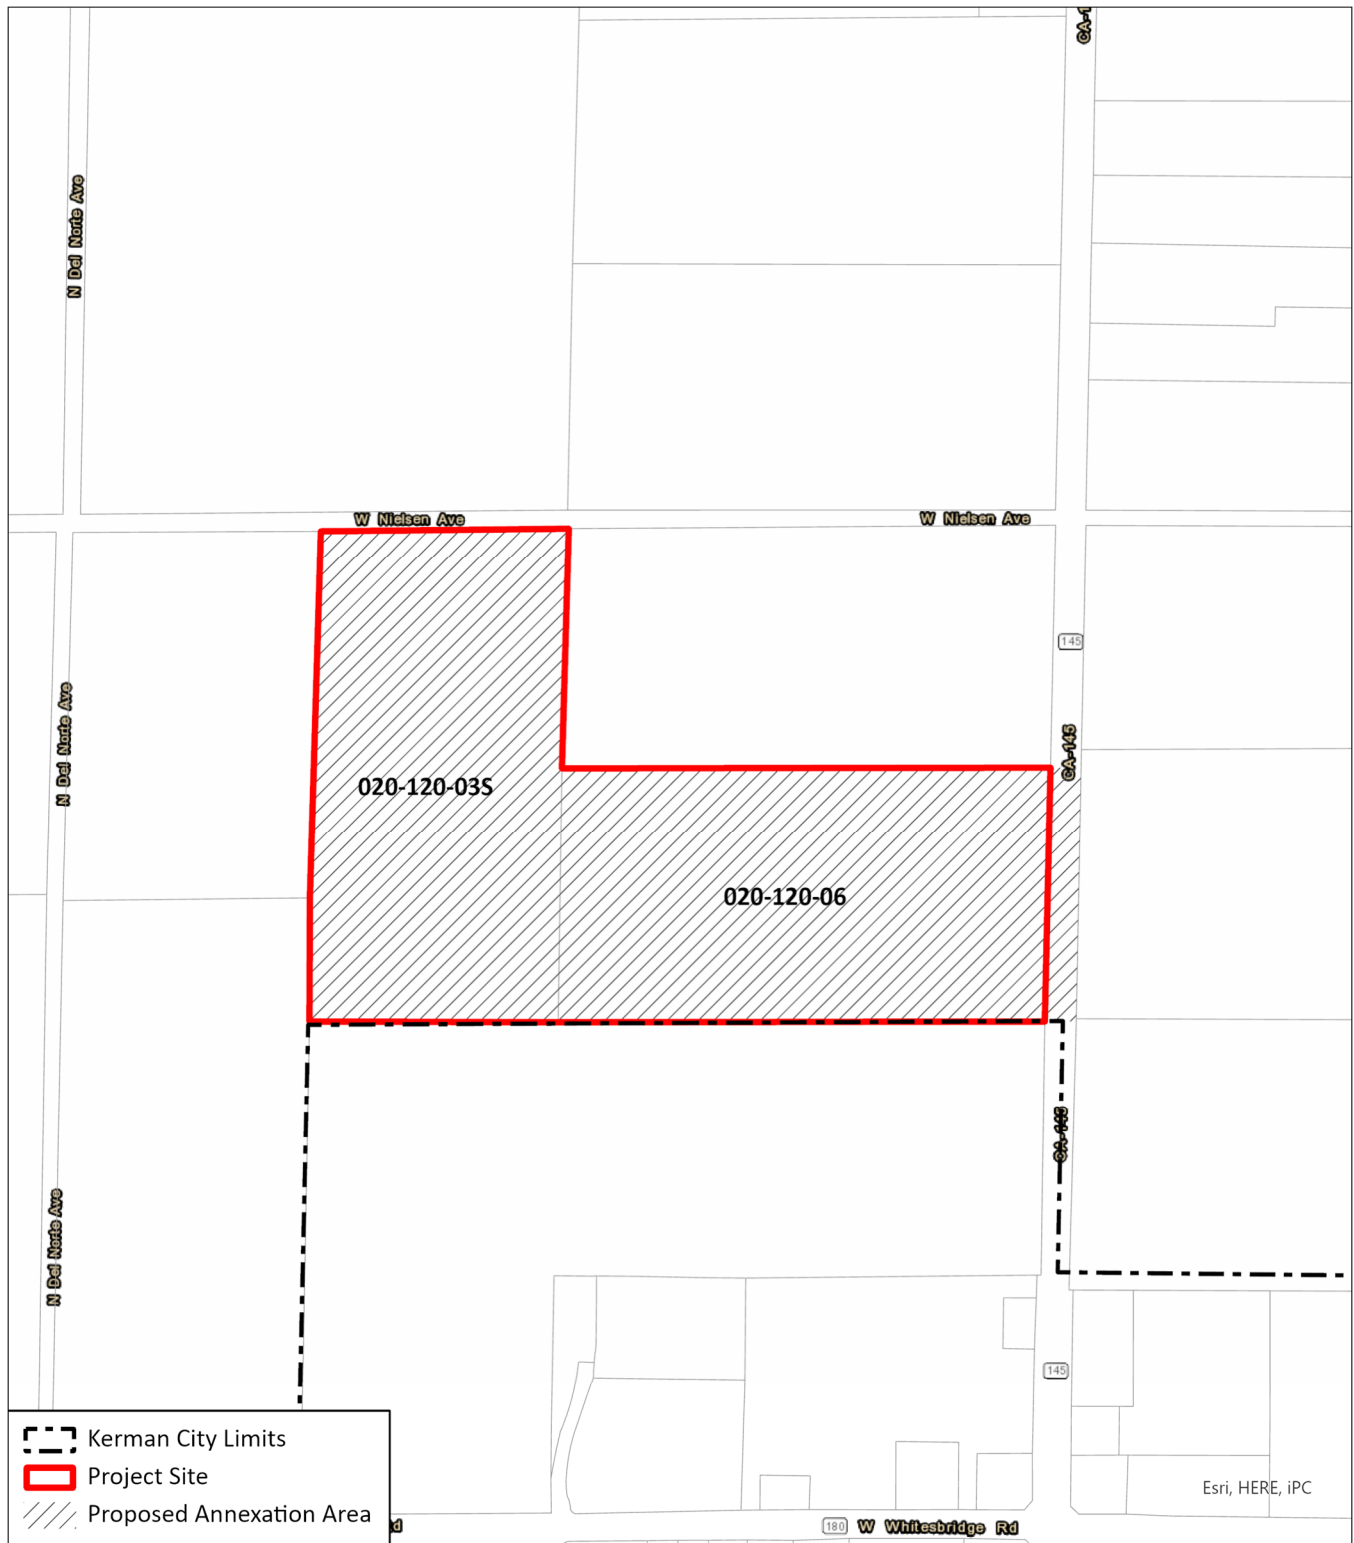 CA-1
N Del Norte Ave
W Nielsen Ave
W Nielsen Ave
145
CA-145
N Del Norte Ave
020-120-03S
020-120-06
CA-145
N Del Norte Ave
145
Kerman City Limits
Project Site
Proposed Annexation Area
Esri, HERE, iPC
Rd
180 W Whitesbridge Rd